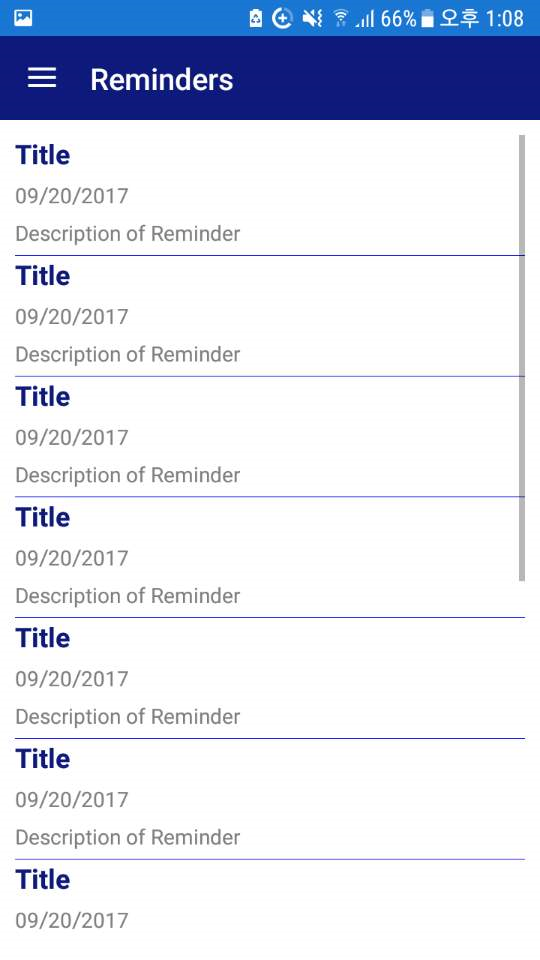 66% 오후 1:08
Reminders
Title
09/20/2017
Description of Reminder
Title
09/20/2017
Description of Reminder
Title
09/20/2017
Description of Reminder
Title
09/20/2017
Description of Reminder
Title
09/20/2017
Description of Reminder
Title
09/20/2017
Description of Reminder
Title
09/20/2017